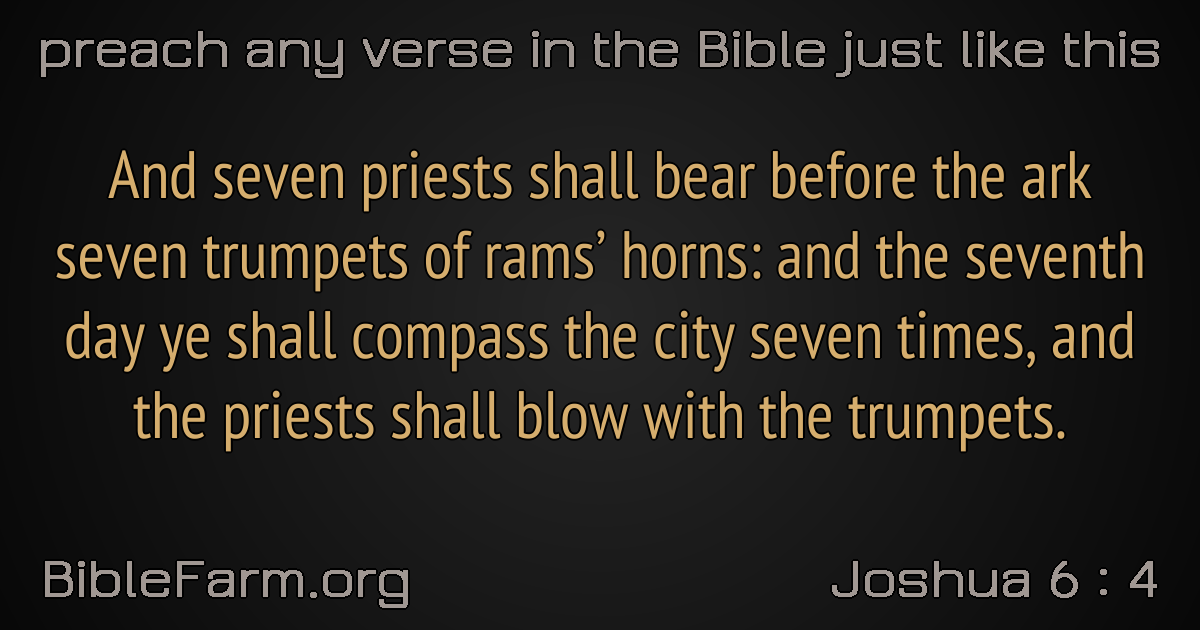 preach any verse in the Bible just like this
And seven priests shall bear before the ark
seven trumpets of rams’ horns: and the seventh
day ye shall compass the city seven times, and
the priests shall blow with the trumpets.
BibleFarm.org
Joshua 6 : 4